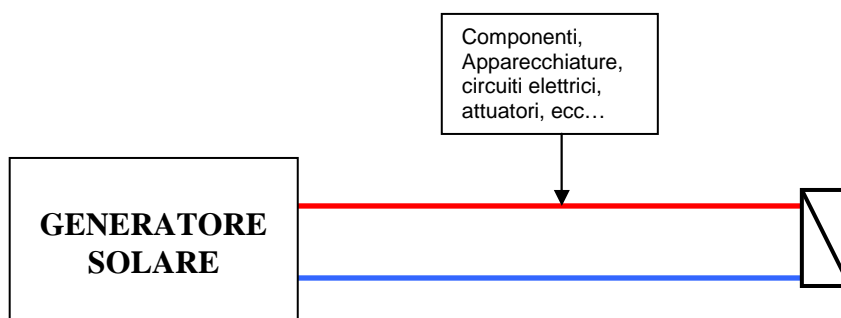 Componenti,
Apparecchiature,
circuiti elettrici,
attuatori, ecc…
GENERATORE
SOLARE